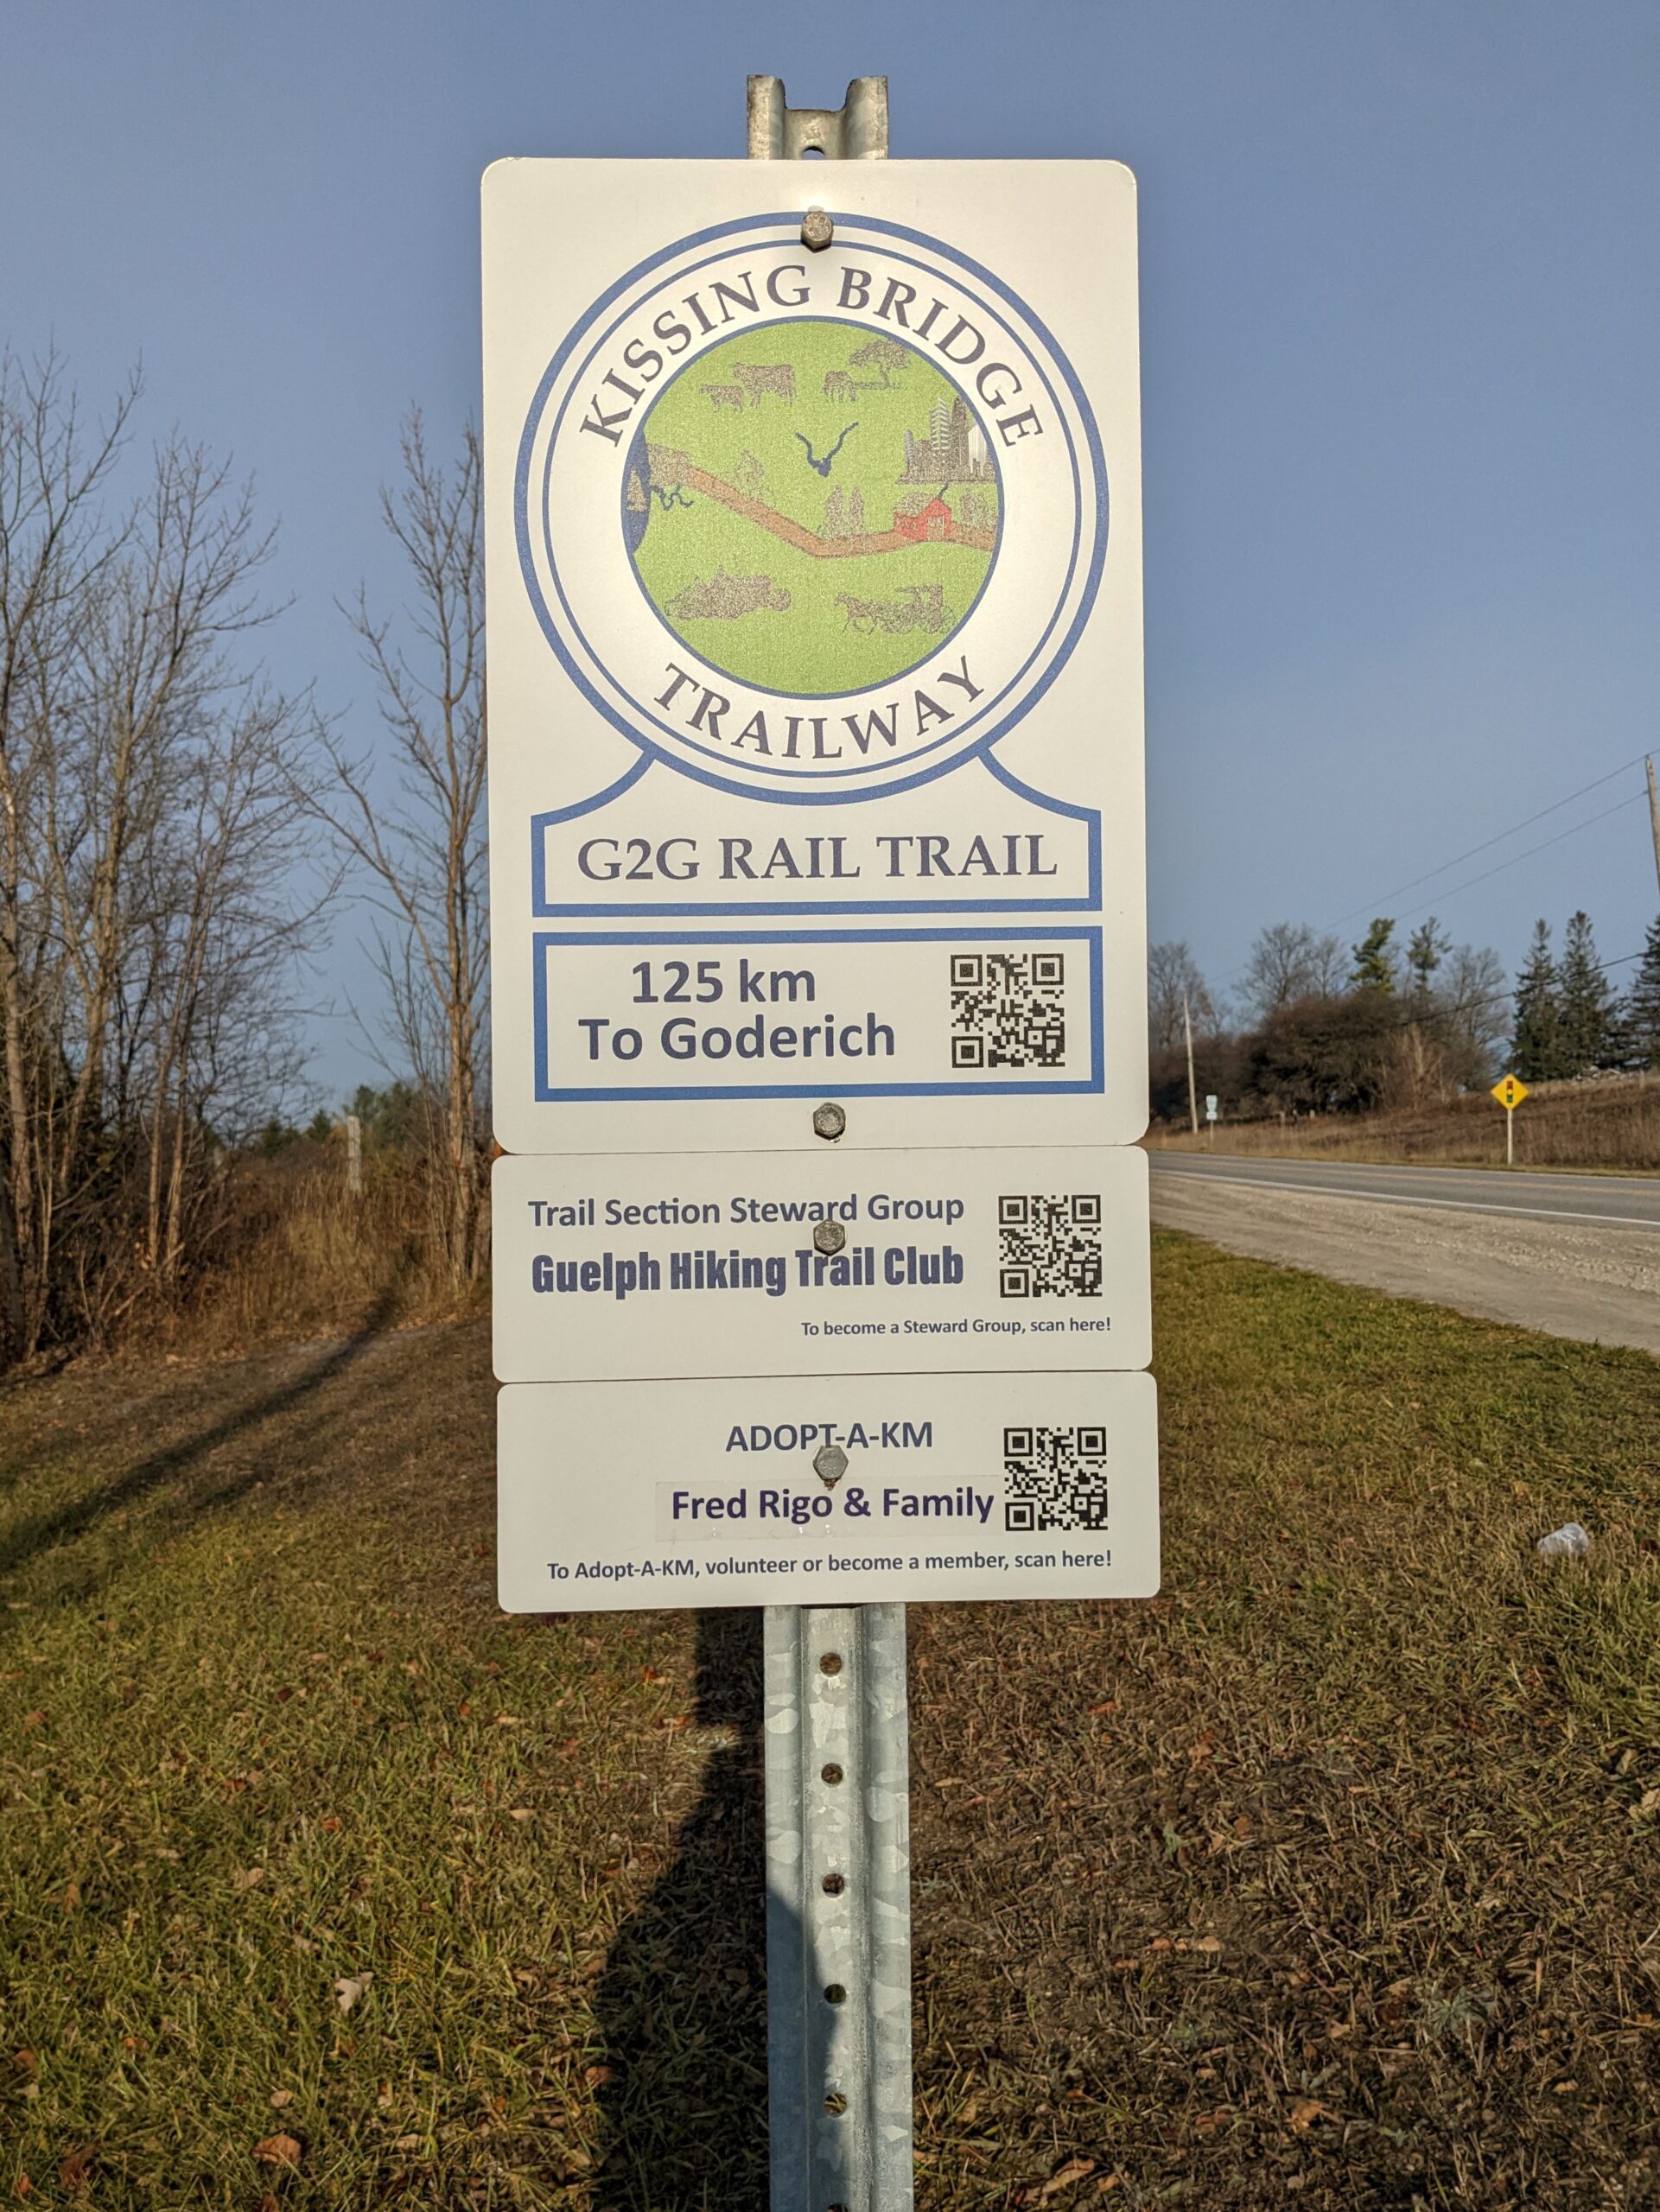 KISSING BRIDGE
TRAILWAY
G2G RAIL TRAIL
125 km
To Goderich
Trail Section Steward Group
Guelph Hiking Trail Club
To become a Steward Group, scan here!
ADOPT-A-KM
Fred Rigo & Family
To Adopt-A-KM, volunteer or become a member, scan here!